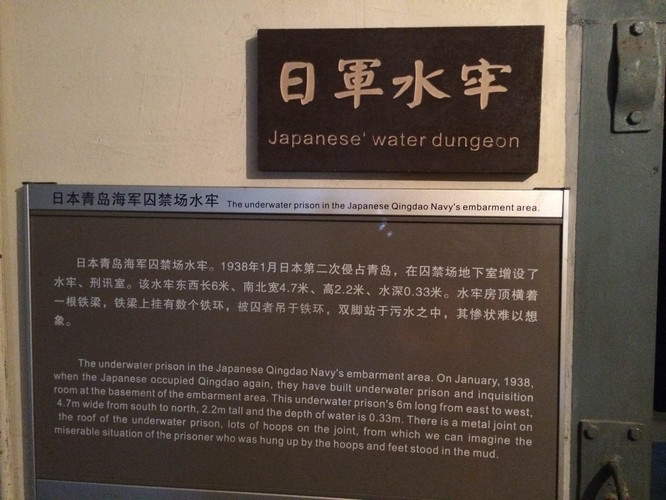 日軍水牢
Japanese' water dungeon
日本青岛海军囚禁场水牢 The underwater prison in the Japanese Qingdao Navy's embarment area.
日本青岛海军囚禁场水牢。1938年1月日本第二次侵占青岛，在囚禁场地下室增设了
水牢、刑讯室。该水牢东西长6米、南北宽4.7米、高2.2米、水深0.33米。水牢房顶横着
一根铁梁，铁梁上挂有数个铁环，被囚者吊于铁环，双脚站于污水之中，其惨状难以想
象。
The underwater prison in the Japanese Qingdao Navy's embarment area. On January, 1938,
when the Japanese occupied Qingdao again, they have built underwater prison and inquisition
room at the basement of the embarment area. This underwater prison's 6m long from east to west,
4.7m wide from south to north, 2.2m tall and the depth of water is 0.33m. There is a metal joint on
the roof of the underwater prison, lots of hoops on the joint, from which we can imagine the
miserable situation of the prisoner who was hung up by the hoops and feet stood in the mud.